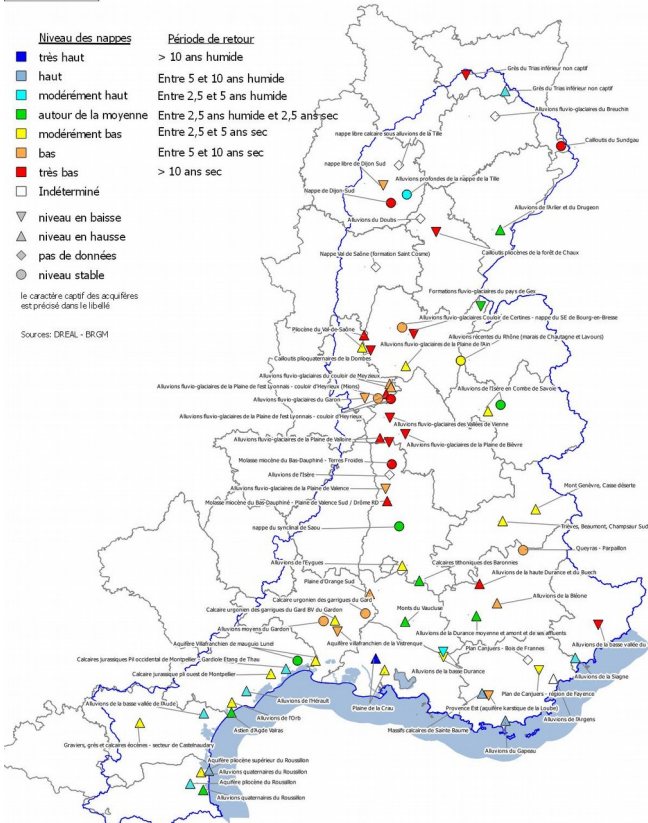 Niveau des nappes
Période de retour
très haut
> 10 ans humide
haut
Entre 5 et 10 ans humide
modérément haut
Entre 2,5 et 5 ans humide
autour de la moyenne
Entre 2,5 ans humide et 2,5 ans sec
modérément bas
Entre 2,5 et 5 ans sec
bas
Entre 5 et 10 ans sec
très bas
> 10 ans sec
Indéterminé
niveau en baisse
niveau en hausse
pas de données
niveau stable
le caractère captif des acquifères
est précisé dans le libellé
Sources: DREAL - BRGM
Grès du Trias inférieur non captif
Grès du Trias inférieur non captif
Alluvions fluvio-glaciaires du Breuchin
nappe libre calcaire sous alluvions de la Tille
Cailloutis du Sundgau
nappe libre de Dijon Sud
Alluvions profondes de la nappe de la Tille
Nappe de Dijon-Sud
Alluvions de l'Arlier et du Drugeon
Alluvions du Doubs
Cailloutis pliocènes de la forêt de Chaux
Nappe Val de Saône (formation Saint Cosme)
Formations fluvio-glaciaires du pays de Gex
Alluvions fluvio-glaciaires Couloir de Certines - nappe du SE de Bourg-en-Bresse
Pliocène du Val-de-Saône
Alluvions récentes du Rhône (marais de Chautagne et Lavours)
Alluvions fluvio-glaciaires de la Plaine de l'Ain
Cailloutis plioquaternaires de la Dombes
Alluvions fluvio-glaciaires du couloir de Meyzieux
Alluvions fluvio-glaciaires de la Plaine de l'est Lyonnais - couloir d'Heyrieux (Mions)
Alluvions de l'Isère en Combe de Savoie
Alluvions fluvio-glaciaires du Garon
Alluvions fluvio-glaciaires de la Plaine de l'est Lyonnais - couloir d'Heyrieux
Alluvions fluvio-glaciaires des Vallées de Vienne
Alluvions fluvio-glaciaires de la Plaine de Valloire
Alluvions fluvio-glaciaires de la Plaine de Bièvre
Molasse miocène du Bas-Dauphiné - Terres Froides
Alluvions de l'Isère
Alluvions fluvio-glaciaires de la Plaine de Valence
Mont Genèvre, Casse déserte
Molasse miocène du Bas-Dauphiné - Plaine de Valence Sud / Drôme RD
nappe du synclinal de Saou
Trièves, Beaumont, Champsaur Sud
Queyras - Parpaillon
Alluvions de l'Eygues
Calcaires tithoniques des Baronnies
Alluvions de la haute Durance et du Buech
Plaine d'Orange Sud
Calcaire urgonien des garrigues du Gard
Alluvions de la Bléone
Calcaire urgonien des garrigues du Gard BV du Gardon
Monts du Vaucluse
Alluvions moyens du Gardon
Alluvions de la Durance moyenne et amont et de ses affluents
Aquifère Villafranchien de mauguio Lunel
Aquifère villafranchien de la Vistrenque
Plan Canjuers - Bois de Frannes
Alluvions de la basse vallée du
Calcaires jurassiques Pli occidental de Montpellier - Gardiole Etang de Thau
Calcaire jurassique pli ouest de Montpellier
Alluvions de la basse Durance
Alluvions de la Siagne
Plan de Canjuers - région de Fayence
Alluvions de la basse vallée de l'Aude
Alluvions de l'Hérault
Plaine de la Crau
Provence Est (aquifère karstique de la Loube)
Alluvions de l'Orb
Alluvions de l'Argens
Astien d'Agde Valras
Massifs calcaires de Sainte Baume
Graviers, grés et calcaires éocènes - secteur de Castelnaudary
Alluvions du Gapeau
Aquifère pliocène supérieur du Roussillon
Alluvions quaternaires du Roussillon
Aquifère pliocène du Roussillon
Alluvions quaternaires du Roussillon